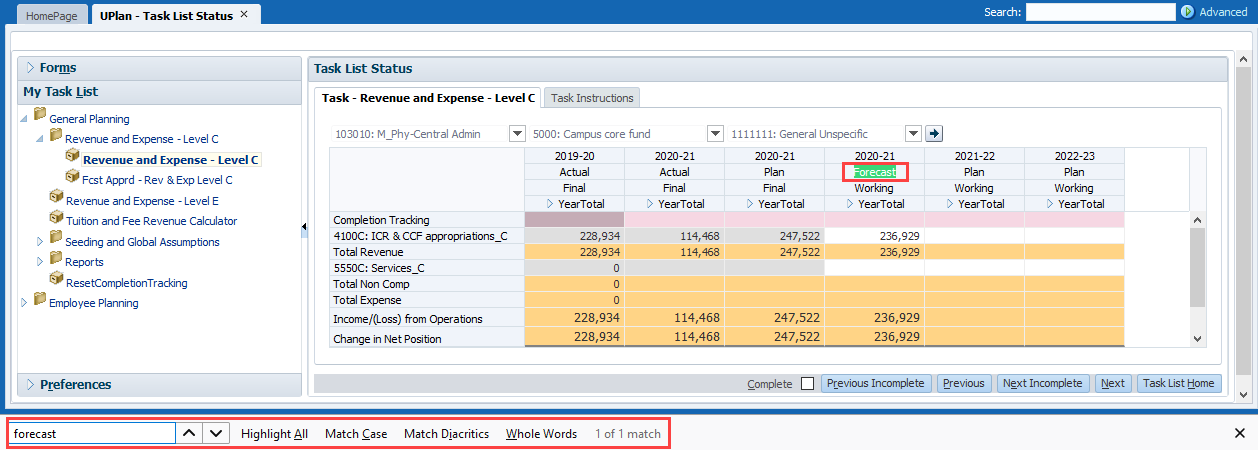 HomePage
UPlan - Task List Status ×
Search:
Advanced
Forms
My Task List
General Planning
Revenue and Expense - Level C
Revenue and Expense - Level C
Fcst Apprd - Rev & Exp Level C
Revenue and Expense - Level E
Tuition and Fee Revenue Calculator
Seeding and Global Assumptions
Reports
ResetCompletionTracking
Employee Planning
Preferences
Task List Status
Task - Revenue and Expense - Level C Task Instructions
103010: M_Phy-Central Admin 5000: Campus core fund 1111111: General Unspecific
2019-20 2020-21 2020-21 2020-21 2021-22 2022-23
Actual Actual Plan Forecast Plan Plan
Final Final Final Working Working Working
YearTotal YearTotal YearTotal YearTotal YearTotal YearTotal
Completion Tracking
4100C: ICR & CCF appropriations_C 228,934 114,468 247,522 236,929
Total Revenue 228,934 114,468 247,522 236,929
5550C: Services_C 0
Total Non Comp 0
Total Expense 0
Income/(Loss) from Operations 228,934 114,468 247,522 236,929
Change in Net Position 228,934 114,468 247,522 236,929
Complete Previous Incomplete Previous Next Incomplete Next Task List Home
forecast Highlight All Match Case Match Diacritics Whole Words 1 of 1 match